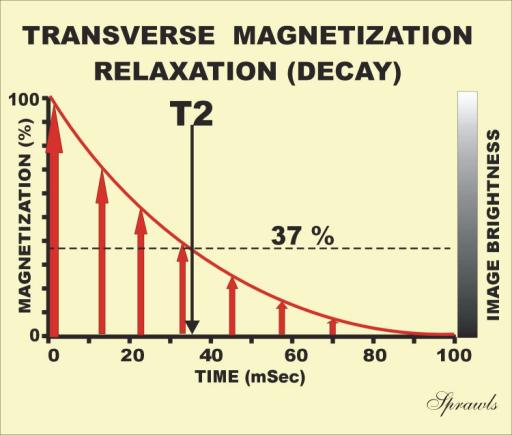 TRANSVERSE MAGNETIZATION
RELAXATION (DECAY)
100
T2
MAGNETIZATION (%)
37 %
IMAGE BRIGHTNESS
0
0 20 40 60 80 100
TIME (mSec)
Sprawls